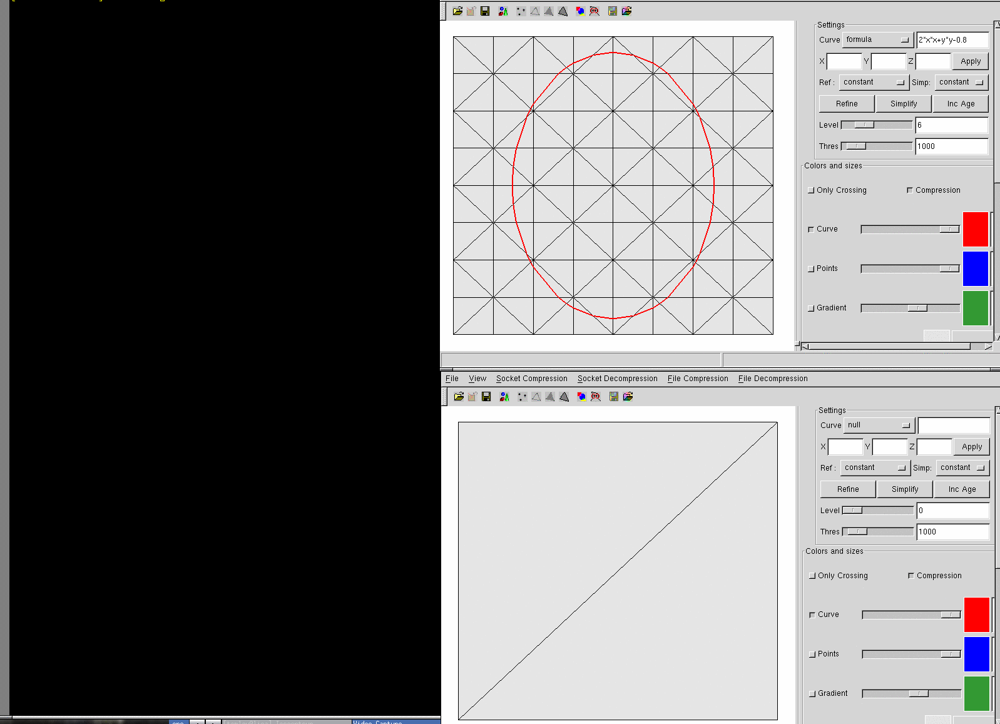 Settings
Curve formula 2*x*x+y*y-0.8
X Y Z Apply
Ref : constant Simp: constant
Refine Simplify Inc Age
Level 6
Thres 1000
Colors and sizes
Only Crossing Compression
Curve
Points
Gradient
File View Socket Compression Socket Decompression File Compression File Decompression
Settings
Curve null
X Y Z Apply
Ref : constant Simp: constant
Refine Simplify Inc Age
Level 0
Thres 1000
Colors and sizes
Only Crossing Compression
Curve
Points
Gradient
Video Capture